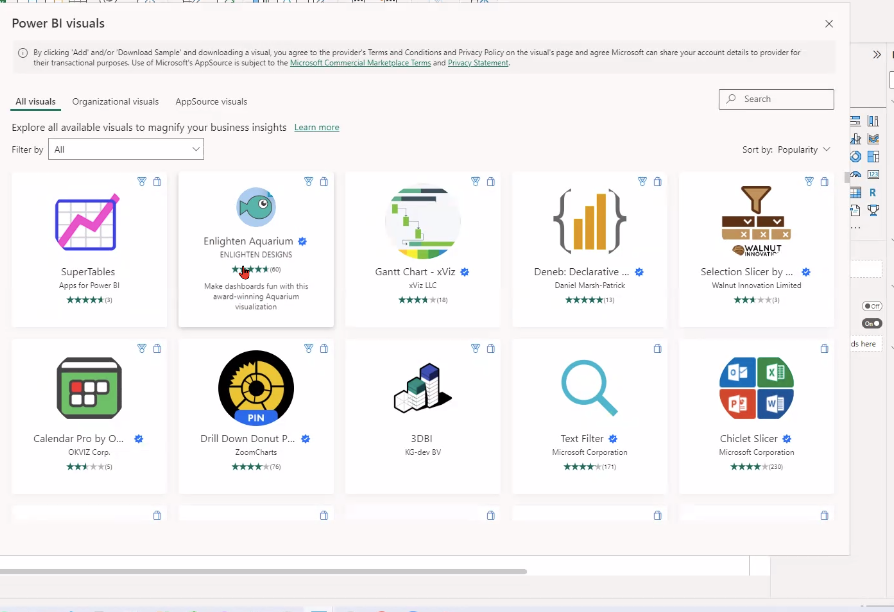 Power BI visuals
By clicking 'Add' and/or 'Download Sample' and downloading a visual, you agree to the provider's Terms and Conditions and Privacy Policy on the visual's page and agree Microsoft can share your account details to provider for
their transactional purposes. Use of Microsoft's AppSource is subject to the Microsoft Commercial Marketplace Terms and Privacy Statement.
All visuals Organizational visuals AppSource visuals
Search
Explore all available visuals to magnify your business insights Learn more
Filter by All
Sort by: Popularity
SuperTables
Apps for Power BI
(3)
Enlighten Aquarium
ENLIGHTEN DESIGNS
(60)
Make dashboards fun with this
award-winning Aquarium
visualization
Gantt Chart - xViz
xViz LLC
(14)
Deneb: Declarative ...
Daniel Marsh-Patrick
(13)
WALNUT
INNOVATION
Selection Slicer by ...
Walnut Innovation Limited
(3)
Calendar Pro by O...
OKVIZ Corp.
(5)
PIN
Drill Down Donut P...
ZoomCharts
(76)
3DBI
KG-dev BV
Text Filter
Microsoft Corporation
(171)
Chiclet Slicer
Microsoft Corporation
(230)
123
R
Off
On
ds here